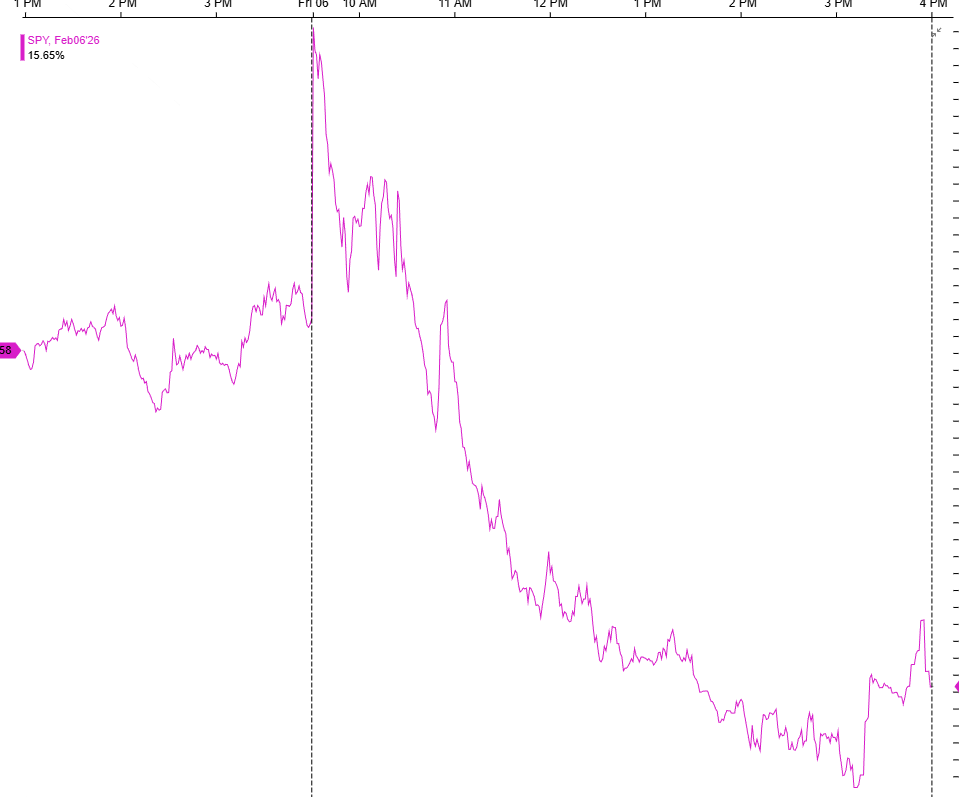 1 PM 2 PM 3 PM Fri 06 10 AM 11 AM 12 PM 1 PM 2 PM 3 PM 4 PM
SPY, Feb06'26
15.65%
58